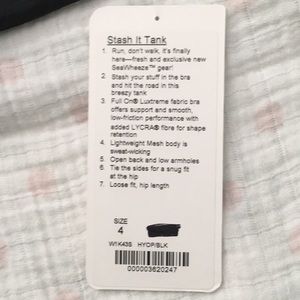 Stash It Tank
1. Run, don't walk, it's finally
here—fresh and exclusive new
SeaWheeze™ gear!
2. Stash your stuff in the bra
and hit the road in this
breezy tank
3. Full On® Luxtreme fabric bra
offers support and smooth,
low-friction performance with
added LYCRA® fibre for shape
retention
4. Lightweight Mesh body is
sweat-wicking
5. Open back and low armholes
6. Tie the sides for a snug fit
at the hip
7. Loose fit, hip length
SIZE
4
W1K43S HYOP/BLK
000003620247